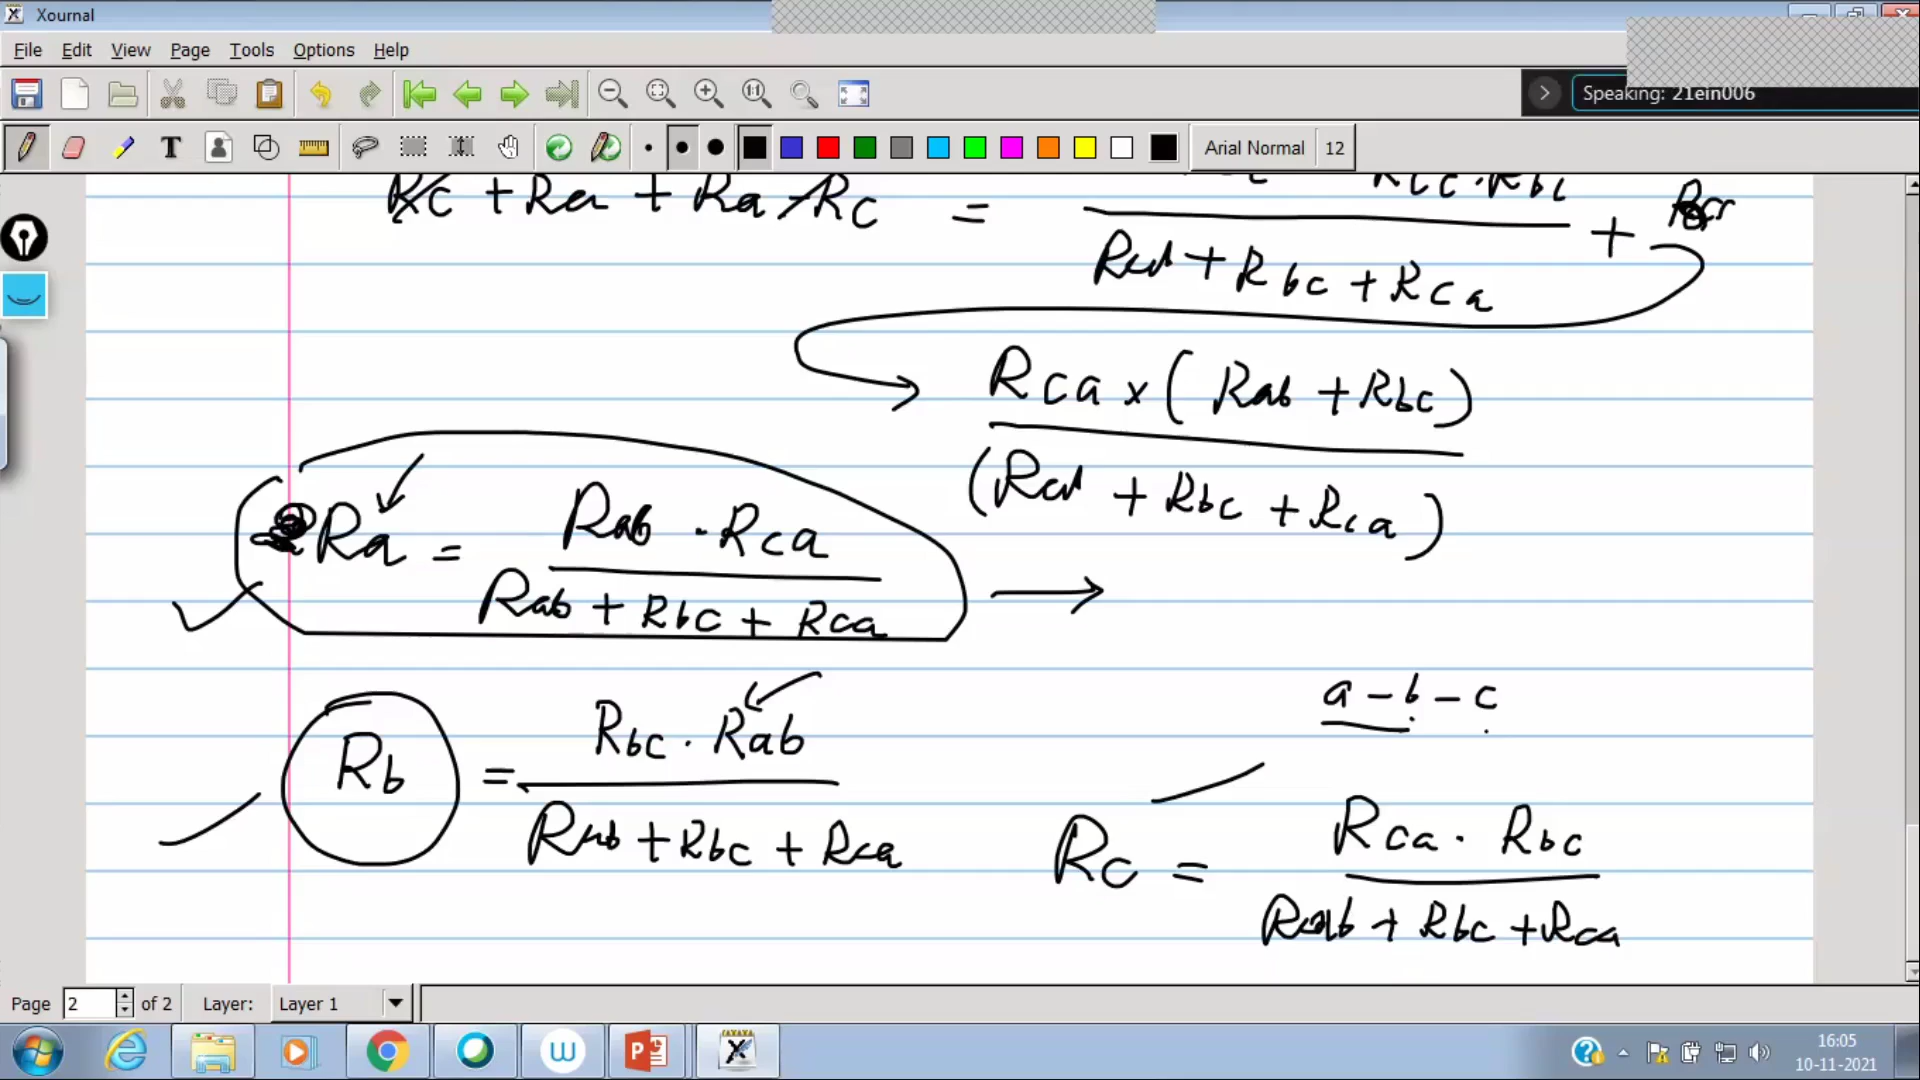 Xournal
File Edit View Page Tools Options Help
Speaking: 21ein006
T Arial Normal 12
Rc + Ra + Ra - Rc =
+
Rab + Rbc + Rca
Rca x ( Rab + Rbc )
( Rab + Rbc + Rca )
Ra = Rab . Rca
Rab + Rbc + Rca
a - b - c
Rb = Rbc . Rab
Rab + Rbc + Rca
Rc = Rca . Rbc
Rab + Rbc + Rca
Page 2 of 2 Layer: Layer 1
16:05
10-11-2021